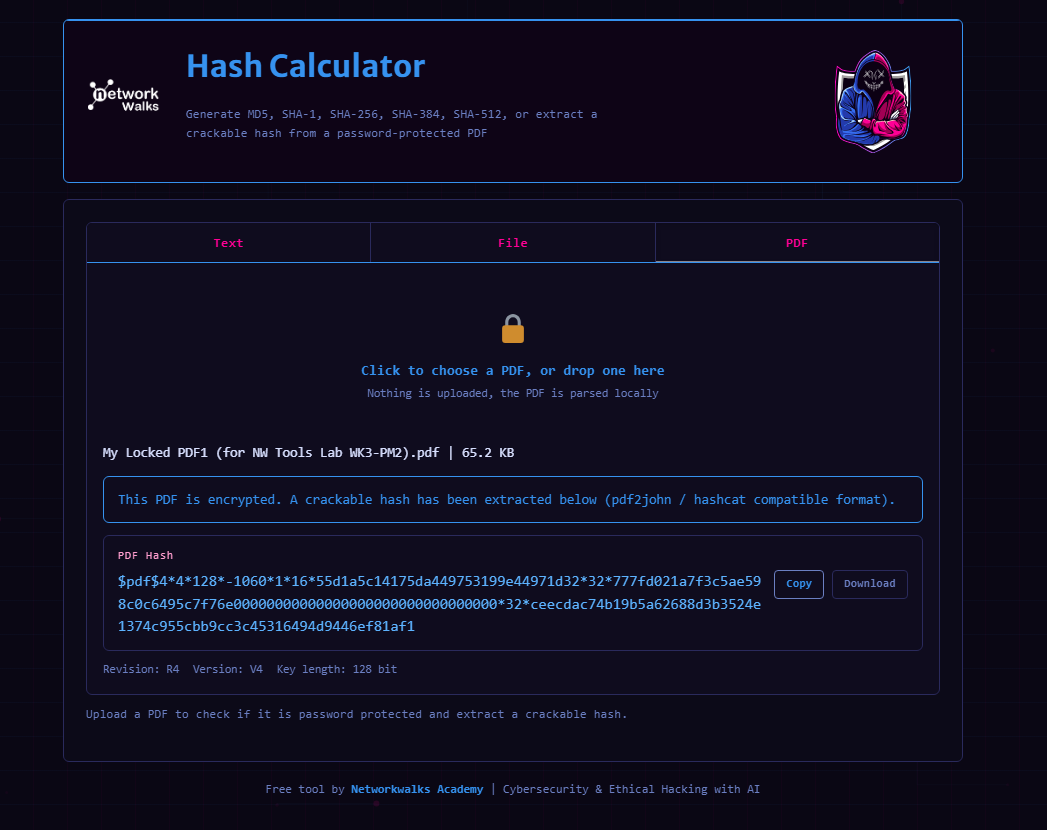 network
Walks
Hash Calculator
Generate MD5, SHA-1, SHA-256, SHA-384, SHA-512, or extract a
crackable hash from a password-protected PDF
Text
File
PDF
Click to choose a PDF, or drop one here
Nothing is uploaded, the PDF is parsed locally
My Locked PDF1 (for NW Tools Lab WK3-PM2).pdf | 65.2 KB
This PDF is encrypted. A crackable hash has been extracted below (pdf2john / hashcat compatible format).
PDF Hash
$pdf$4*4*128*-1060*1*16*55d1a5c14175da449753199e44971d32*32*777fd021a7f3c5ae59
8c0c6495c7f76e00000000000000000000000000000000*32*ceecdac74b19b5a62688d3b3524e
1374c955cbb9cc3c45316494d9446ef81af1
Copy
Download
Revision: R4 Version: V4 Key length: 128 bit
Upload a PDF to check if it is password protected and extract a crackable hash.
Free tool by Networkwalks Academy | Cybersecurity & Ethical Hacking with AI